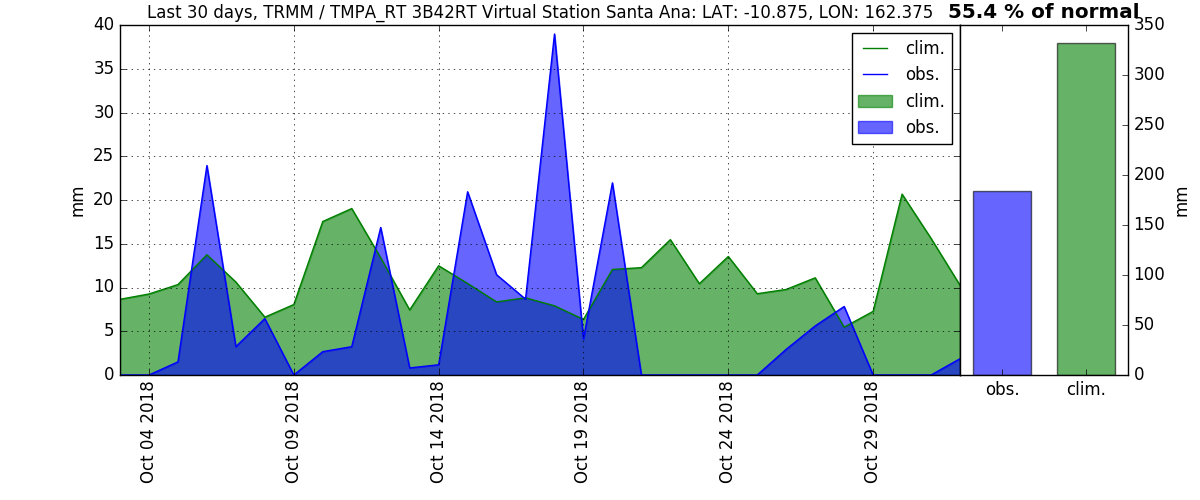 Last 30 days, TRMM / TMPA_RT 3B42RT Virtual Station Santa Ana: LAT: -10.875, LON: 162.375
55.4 % of normal
40
35
30
25
20
15
10
5
0
mm
clim.
obs.
clim.
obs.
Oct 04 2018
Oct 09 2018
Oct 14 2018
Oct 19 2018
Oct 24 2018
Oct 29 2018
350
300
250
200
150
100
50
0
mm
obs.
clim.